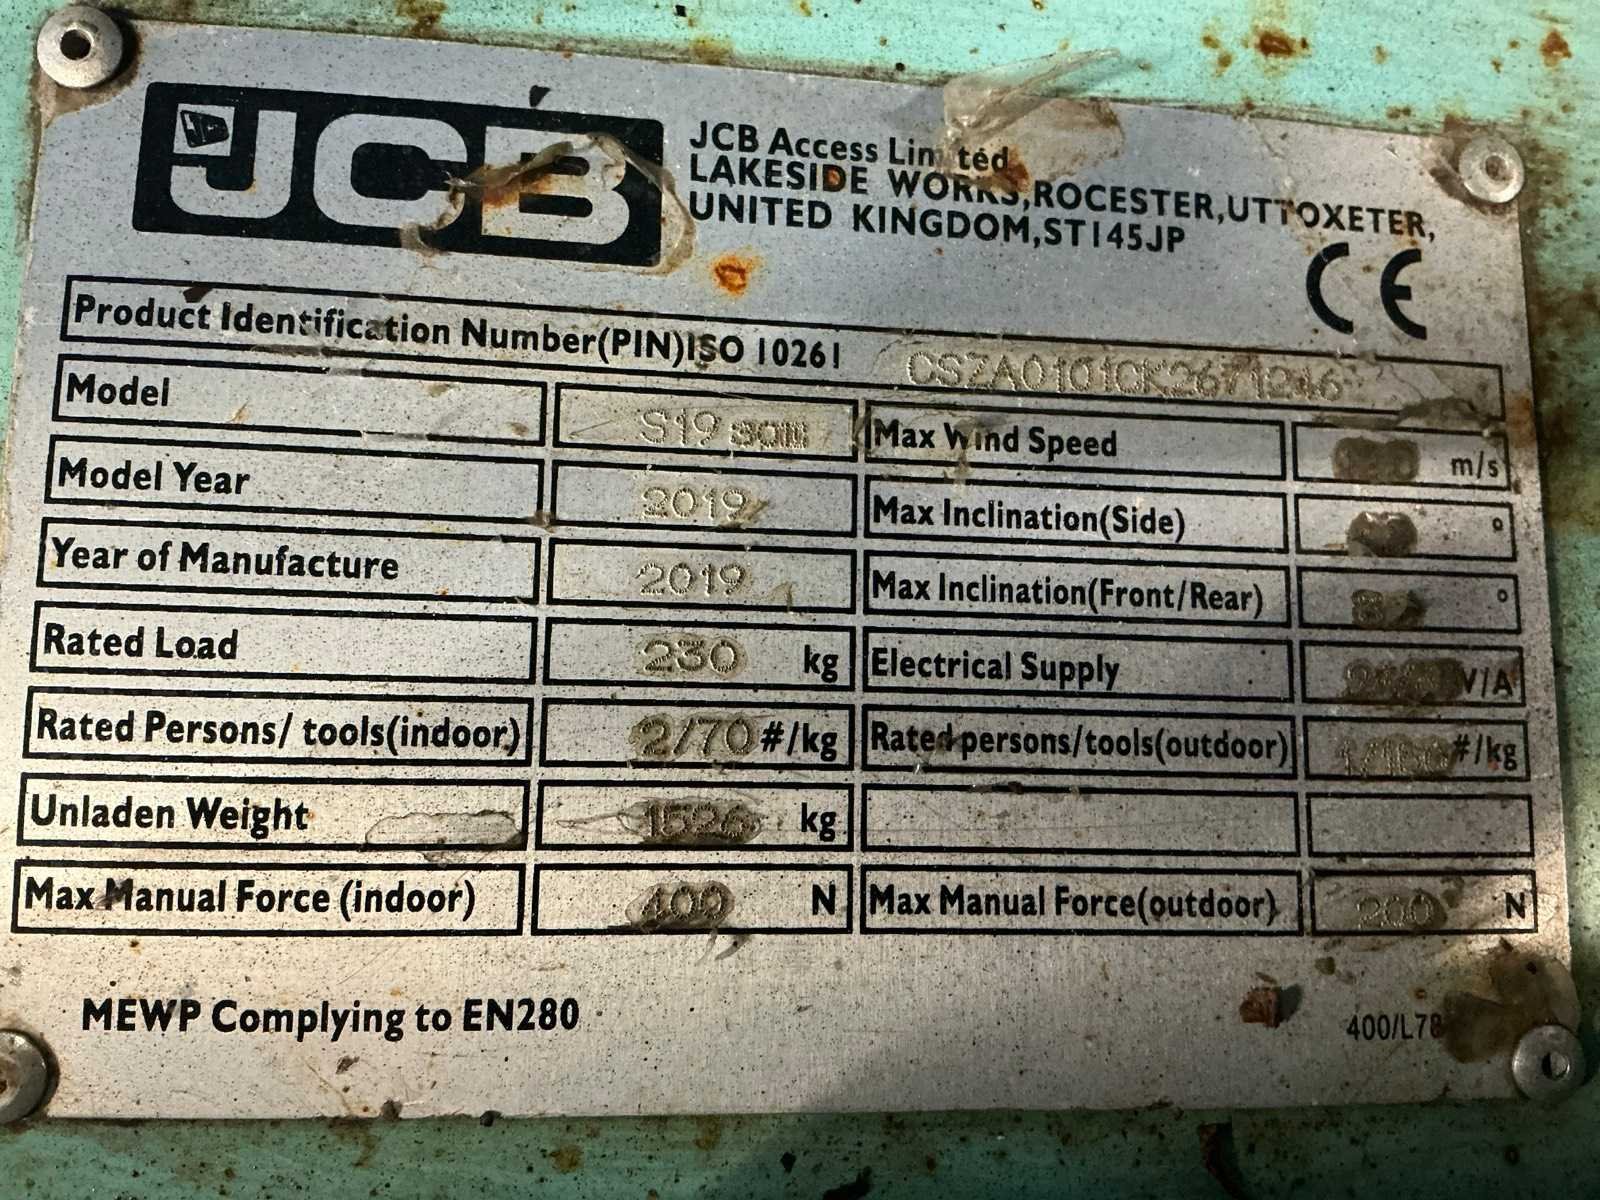 JCB
JCB Access Limited
LAKESIDE WORKS,ROCESTER,UTTOXETER,
UNITED KINGDOM,ST145JP
CE
Product Identification Number(PIN)ISO 10261 CSZA0101CK2671246
Model S19
Max Wind Speed m/s
Model Year 2019
Max Inclination(Side) °
Year of Manufacture 2019
Max Inclination(Front/Rear) °
Rated Load 230 kg
Electrical Supply V/A
Rated Persons/ tools(indoor) 2/70 #/kg
Rated persons/tools(outdoor) #/kg
Unladen Weight 1526 kg
Max Manual Force (indoor) 400 N
Max Manual Force(outdoor) 200 N
MEWP Complying to EN280
400/L78